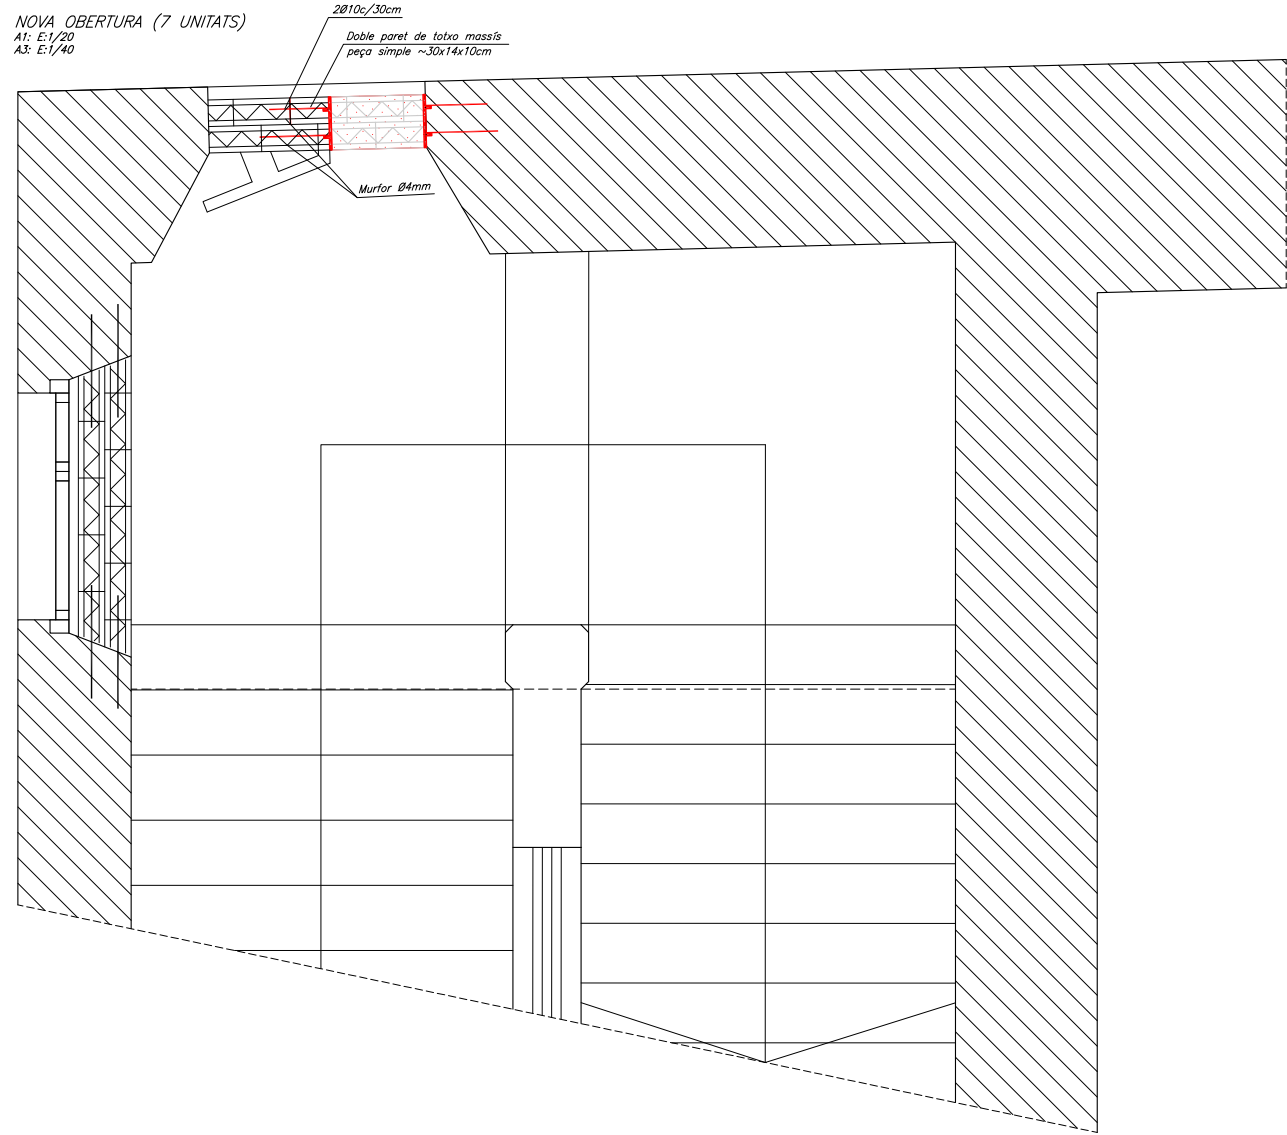 NOVA OBERTURA (7 UNITATS)
A1: E:1/20
A3: E:1/40
2Ø10c/30cm
Doble paret de totxo massís
peça simple ~30x14x10cm
Murfor Ø4mm